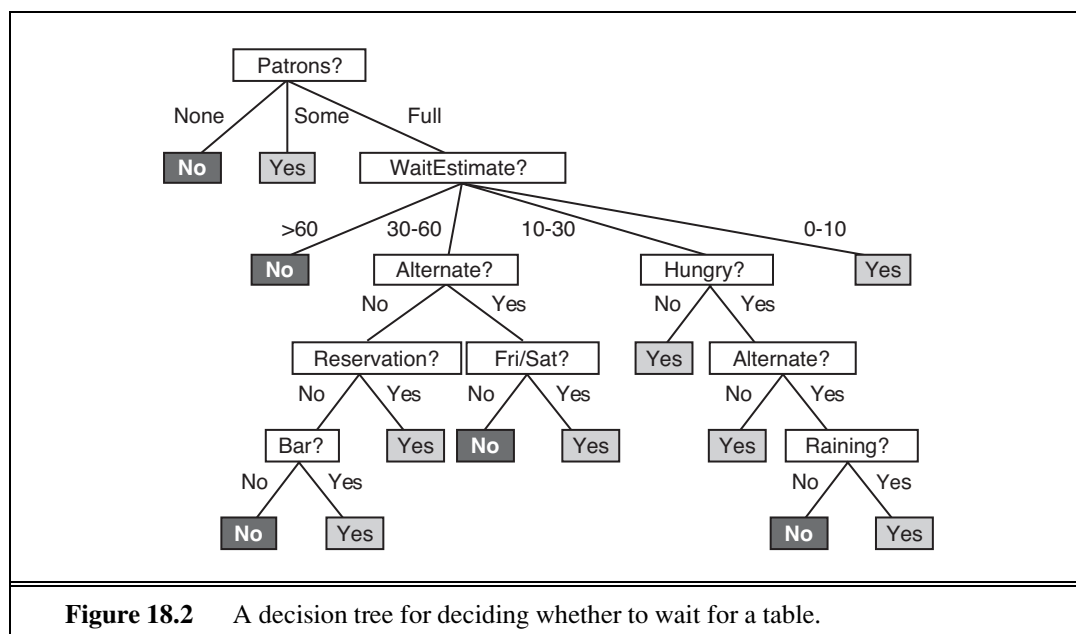 Patrons?
None Some Full
No Yes WaitEstimate?
>60 30-60 10-30 0-10
No Alternate? Hungry? Yes
No Yes No Yes
Reservation? Fri/Sat? Yes Alternate?
No Yes No Yes No Yes
Bar? Yes No Yes Yes Raining?
No Yes No Yes
No Yes No Yes
Figure 18.2 A decision tree for deciding whether to wait for a table.